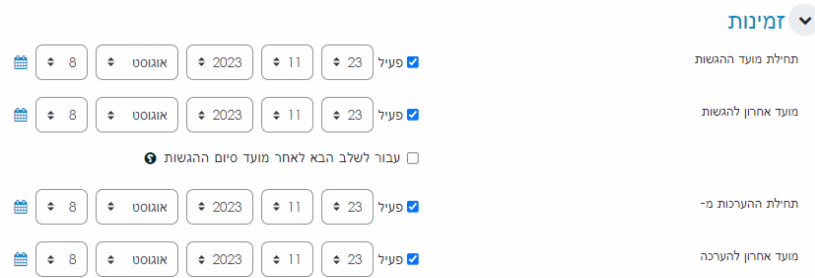 זמינות
תחילת מועד ההגשות פעיל 23 11 2023 אוגוסט 8
מועד אחרון להגשות פעיל 23 11 2023 אוגוסט 8
עבור לשלב הבא לאחר מועד סיום ההגשות
תחילת ההערכות מ- פעיל 23 11 2023 אוגוסט 8
מועד אחרון להערכה פעיל 23 11 2023 אוגוסט 8